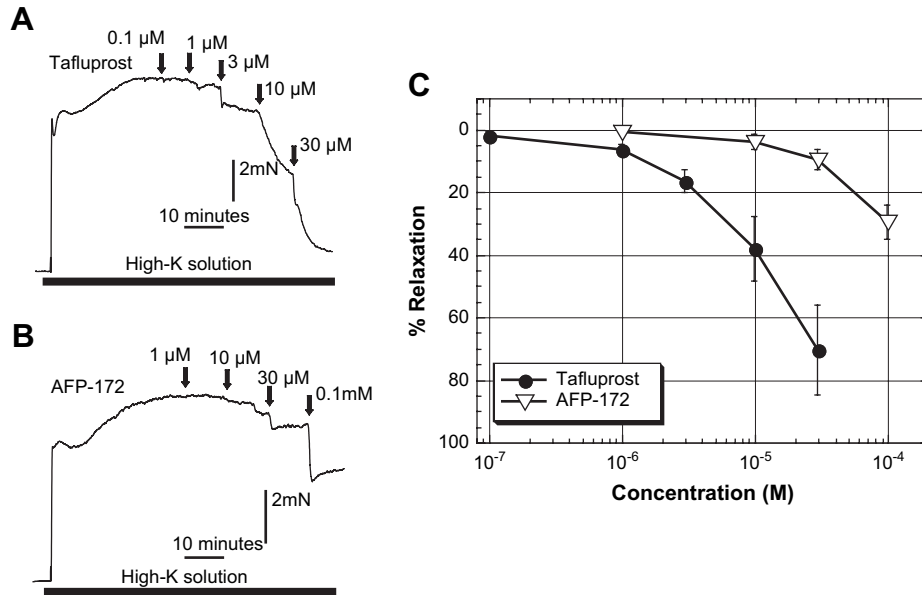 A
0.1 µM
1 µM
3 µM
Tafluprost
10 µM
30 µM
2mN
10 minutes
High-K solution
B
1 µM
10 µM
30 µM
0.1mM
AFP-172
2mN
10 minutes
High-K solution
C
% Relaxation
0
20
40
60
80
100
Tafluprost
AFP-172
10⁻⁷
10⁻⁶
10⁻⁵
10⁻⁴
Concentration (M)